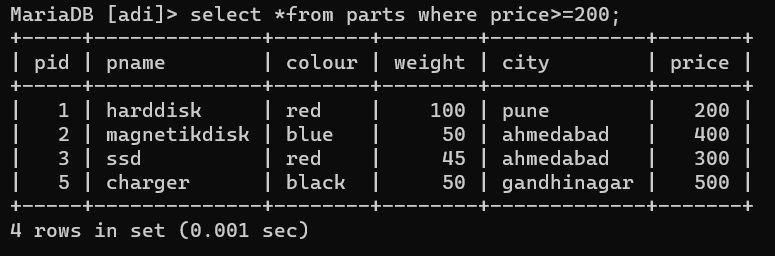 MariaDB [adi]> select *from parts where price>=200;
+-----+--------------+--------+--------+-------------+-------+
| pid | pname        | colour | weight | city        | price |
+-----+--------------+--------+--------+-------------+-------+
|   1 | harddisk     | red    |    100 | pune        |   200 |
|   2 | magnetikdisk | blue   |     50 | ahmedabad   |   400 |
|   3 | ssd          | red    |     45 | ahmedabad   |   300 |
|   5 | charger      | black  |     50 | gandhinagar |   500 |
+-----+--------------+--------+--------+-------------+-------+
4 rows in set (0.001 sec)